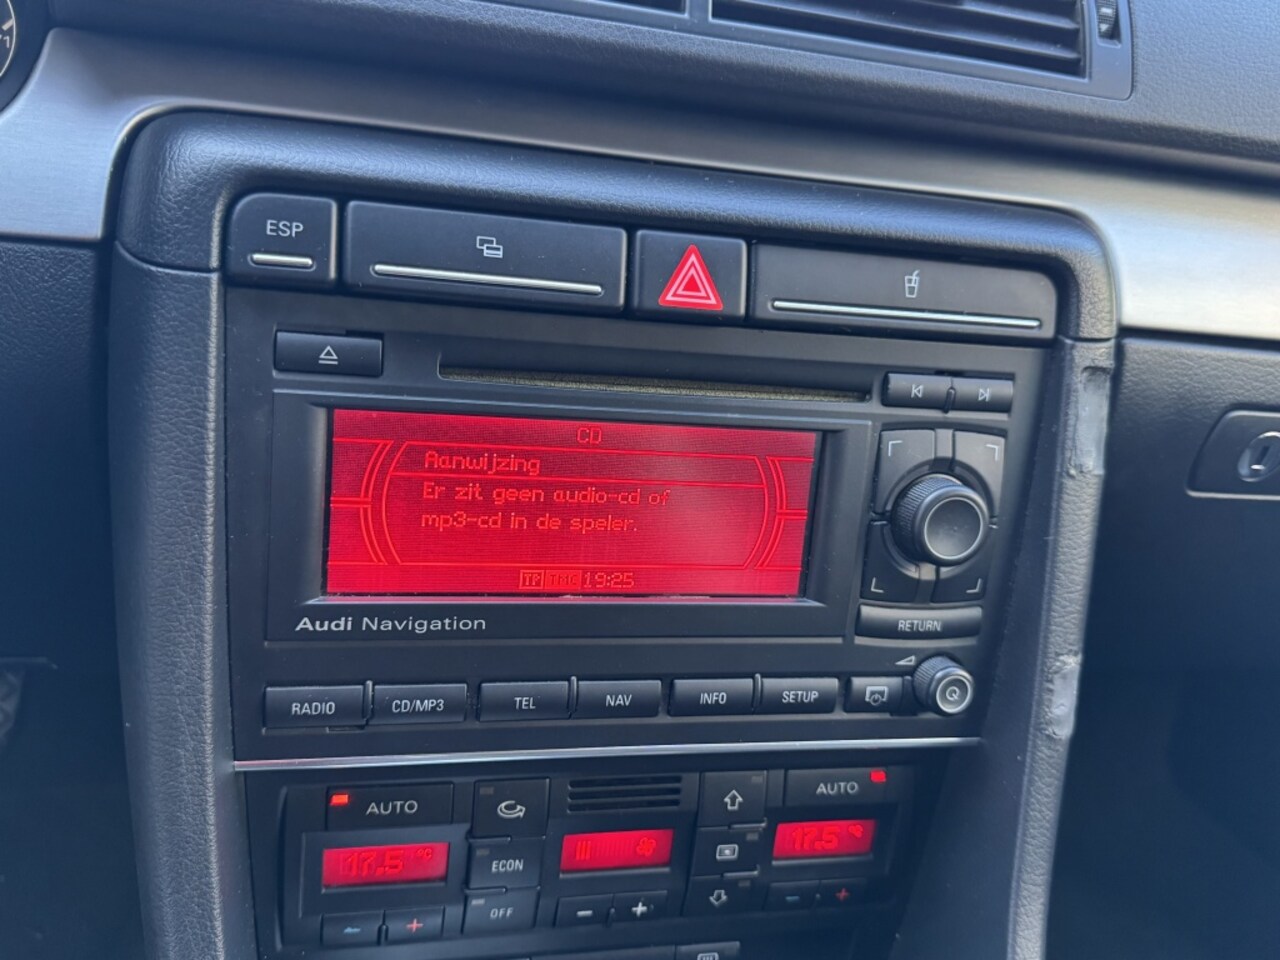 ESP
CD
Aanwijzing
Er zit geen audio-cd of
mp3-cd in de speler.
TP TMC 19:25
Audi Navigation
RETURN
RADIO CD/MP3 TEL NAV INFO SETUP
AUTO AUTO
17.5 °C 17.5 °C
ECON
OFF